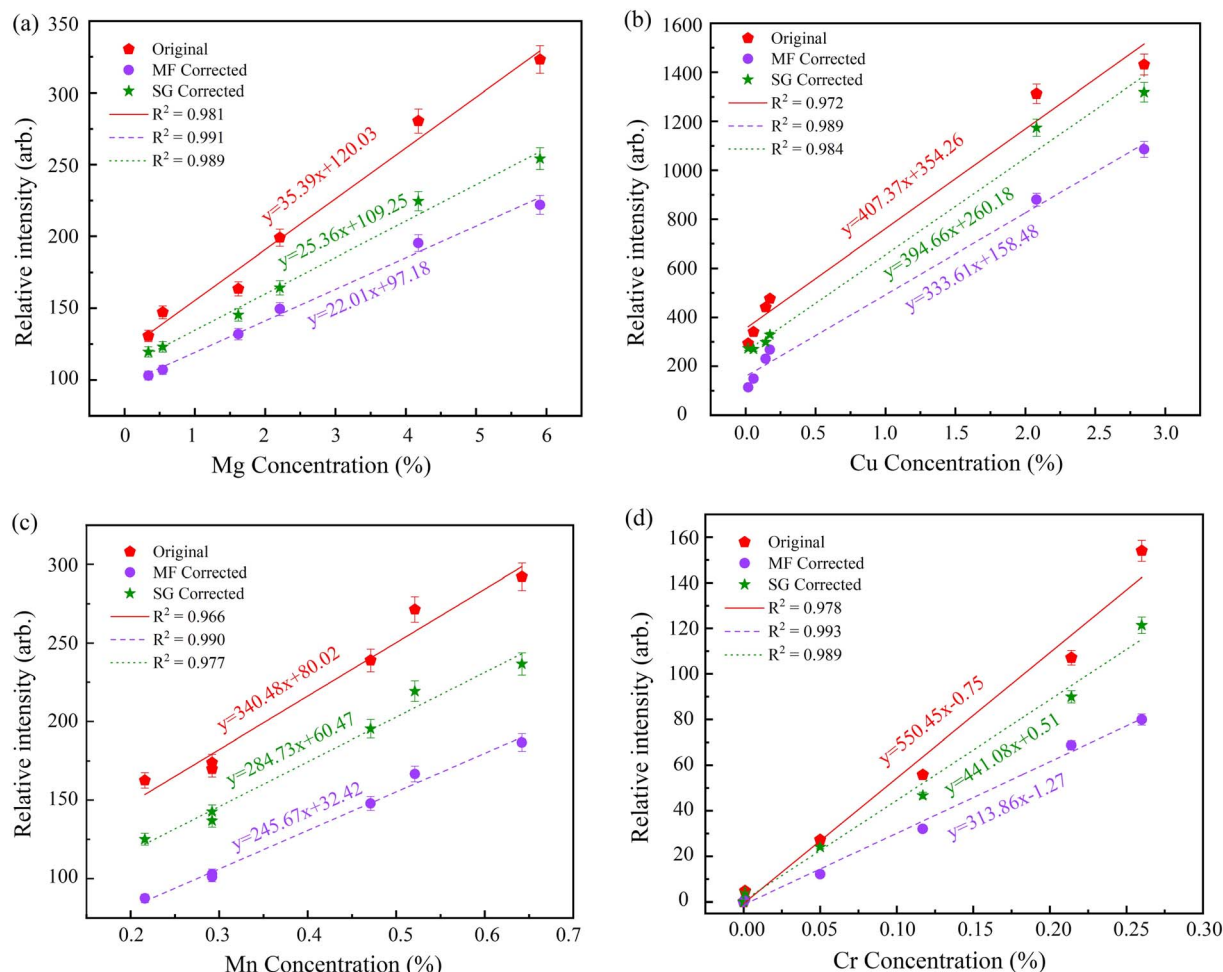 (a)
350
300
250
200
150
100
Relative intensity (arb.)
Original
MF Corrected
SG Corrected
R² = 0.981
R² = 0.991
R² = 0.989
y=35.39x+120.03
y=25.36x+109.25
y=22.01x+97.18
0 1 2 3 4 5 6
Mg Concentration (%)
(b)
1600
1400
1200
1000
800
600
400
200
0
Relative intensity (arb.)
Original
MF Corrected
SG Corrected
R² = 0.972
R² = 0.989
R² = 0.984
y=407.37x+354.26
y=394.66x+260.18
y=333.61x+158.48
0.0 0.5 1.0 1.5 2.0 2.5 3.0
Cu Concentration (%)
(c)
300
250
200
150
100
Relative intensity (arb.)
Original
MF Corrected
SG Corrected
R² = 0.966
R² = 0.990
R² = 0.977
y=340.48x+80.02
y=284.73x+60.47
y=245.67x+32.42
0.2 0.3 0.4 0.5 0.6 0.7
Mn Concentration (%)
(d)
160
140
120
100
80
60
40
20
0
Relative intensity (arb.)
Original
MF Corrected
SG Corrected
R² = 0.978
R² = 0.993
R² = 0.989
y=550.45x-0.75
y=441.08x+0.51
y=313.86x-1.27
0.00 0.05 0.10 0.15 0.20 0.25 0.30
Cr Concentration (%)